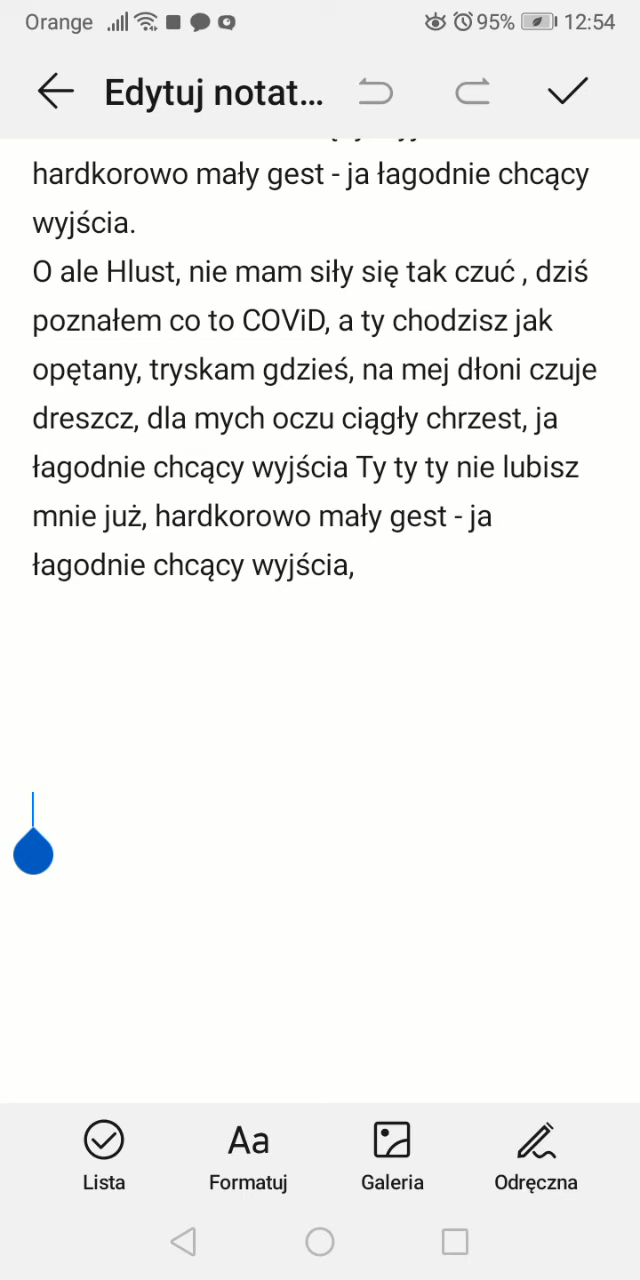 Orange 95% 12:54
Edytuj notat...
hardkorowo mały gest - ja łagodnie chcący
wyjścia.
O ale Hlust, nie mam siły się tak czuć , dziś
poznałem co to COViD, a ty chodzisz jak
opętany, tryskam gdzieś, na mej dłoni czuje
dreszcz, dla mych oczu ciągły chrzest, ja
łagodnie chcący wyjścia Ty ty ty nie lubisz
mnie już, hardkorowo mały gest - ja
łagodnie chcący wyjścia,
Aa
Lista Formatuj Galeria Odręczna